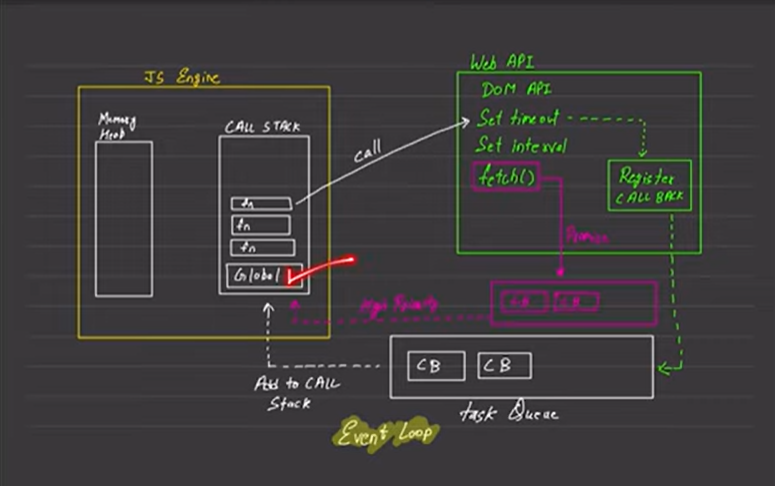 JS Engine
Memory
Heap
CALL STACK
fn
fn
fn
Global
call
Web API
DOM API
Set timeout
Set interval
fetch()
Register
CALL BACK
Promise
CB CB
High Priority
CB CB
Task Queue
Add to CALL
Stack
Event Loop